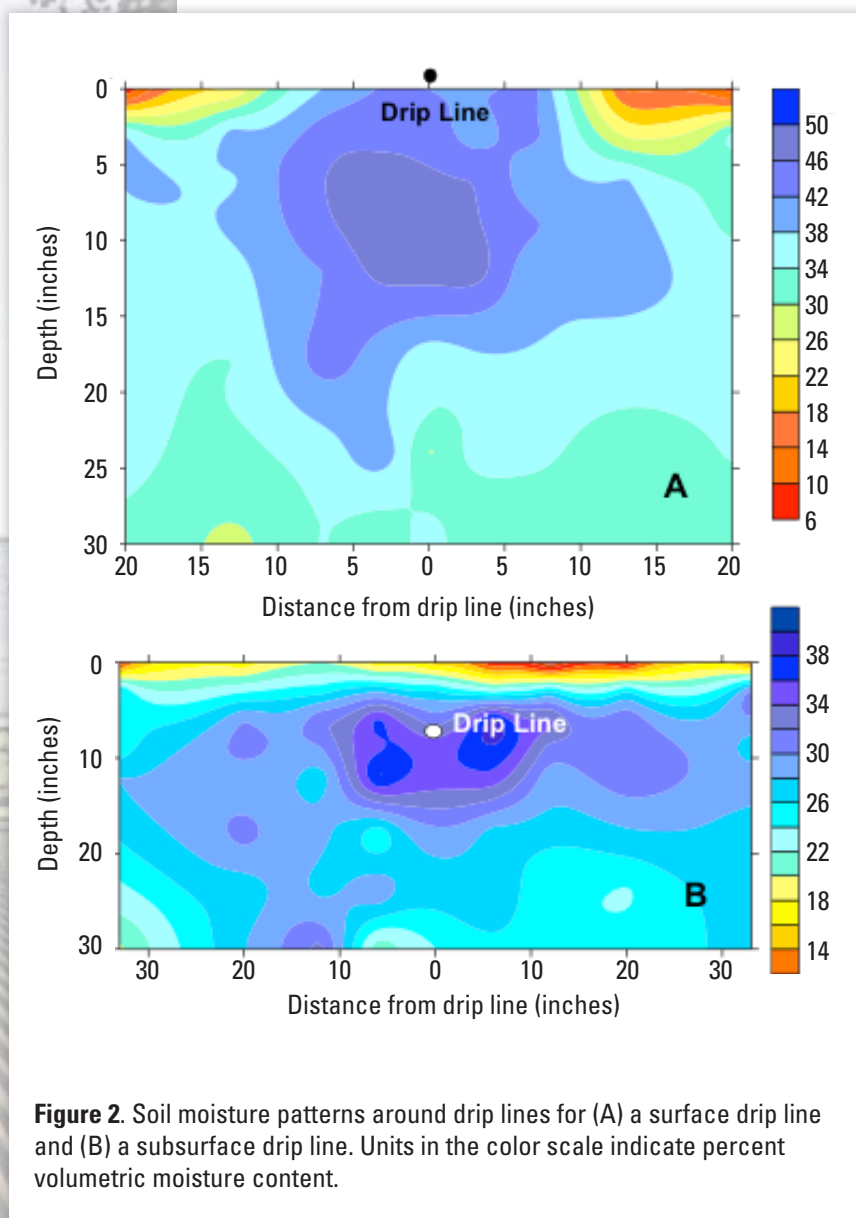 0
5
10
15
20
25
30
Depth (inches)
Drip Line
A
20 15 10 5 0 5 10 15 20
Distance from drip line (inches)
50
46
42
38
34
30
26
22
18
14
10
6
0
10
20
30
Depth (inches)
Drip Line
B
30 20 10 0 10 20 30
Distance from drip line (inches)
38
34
30
26
22
18
14
Figure 2. Soil moisture patterns around drip lines for (A) a surface drip line
and (B) a subsurface drip line. Units in the color scale indicate percent
volumetric moisture content.